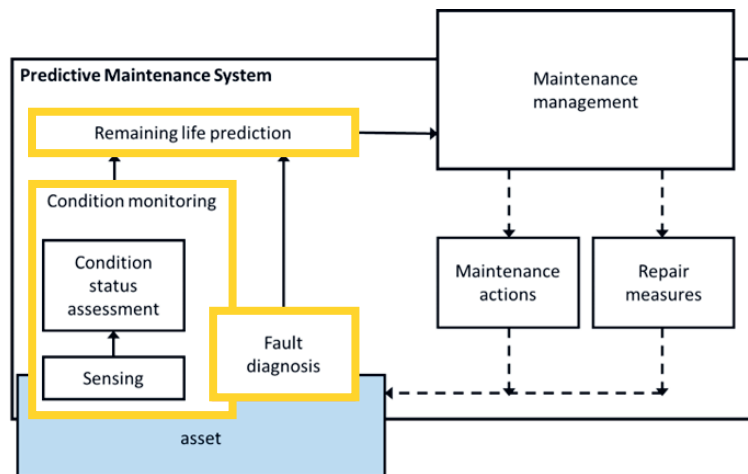 Predictive Maintenance System
Maintenance
management
Remaining life prediction
Condition monitoring
Condition
status
assessment
Sensing
Fault
diagnosis
Maintenance
actions
Repair
measures
asset